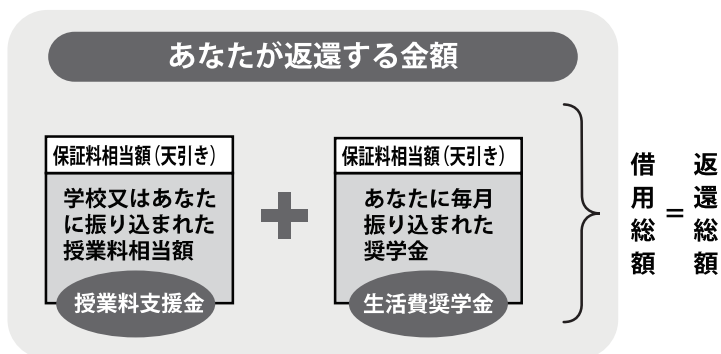 あなたが返還する金額
保証料相当額（天引き）
学校又はあなた
に振り込まれた
授業料相当額
授業料支援金
＋
保証料相当額（天引き）
あなたに毎月
振り込まれた
奨学金
生活費奨学金
借用総額
＝
返還総額